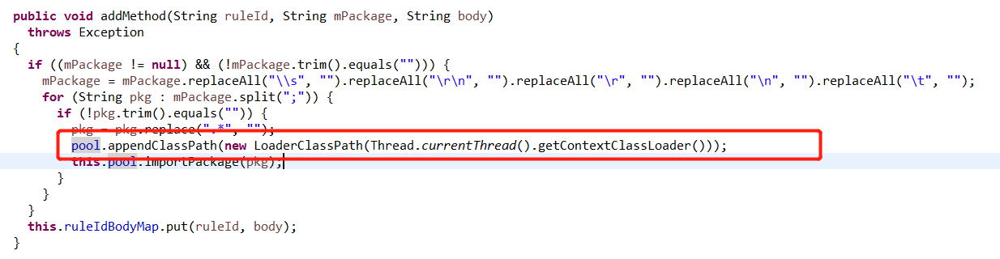 public void addMethod(String ruleId, String mPackage, String body)
throws Exception
{
if ((mPackage != null) && (!mPackage.trim().equals(""))) {
mPackage = mPackage.replaceAll("\\s", "").replaceAll("\r\n", "").replaceAll("\r", "").replaceAll("\n", "").replaceAll("\t", "");
for (String pkg : mPackage.split(";")) {
if (!pkg.trim().equals("")) {
pkg = pkg.replace(".*", "");
pool.appendClassPath(new LoaderClassPath(Thread.currentThread().getContextClassLoader()));
this.pool.importPackage(pkg);
}
}
}
this.ruleIdBodyMap.put(ruleId, body);
}